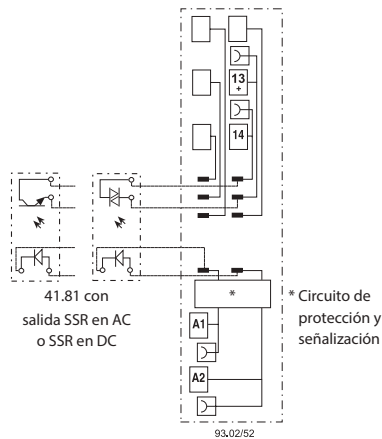 13
+
14
41.81 con
salida SSR en AC
o SSR en DC
*
* Circuito de
protección y
señalización
A1
A2
93.02/52